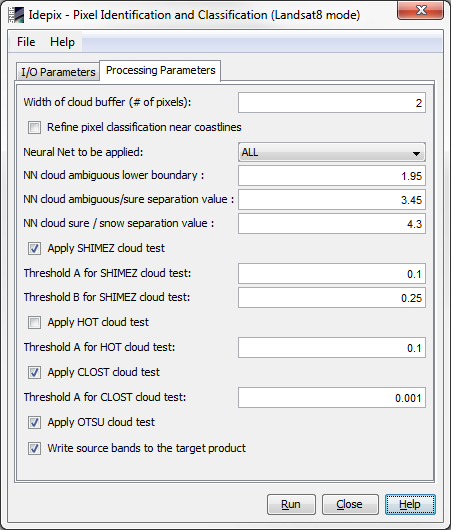 Idepix - Pixel Identification and Classification (Landsat8 mode)
File Help
I/O Parameters Processing Parameters
Width of cloud buffer (# of pixels): 2
Refine pixel classification near coastlines
Neural Net to be applied: ALL
NN cloud ambiguous lower boundary : 1.95
NN cloud ambiguous/sure separation value : 3.45
NN cloud sure / snow separation value : 4.3
Apply SHIMEZ cloud test
Threshold A for SHIMEZ cloud test: 0.1
Threshold B for SHIMEZ cloud test: 0.25
Apply HOT cloud test
Threshold A for HOT cloud test: 0.1
Apply CLOST cloud test
Threshold A for CLOST cloud test: 0.001
Apply OTSU cloud test
Write source bands to the target product
Run Close Help